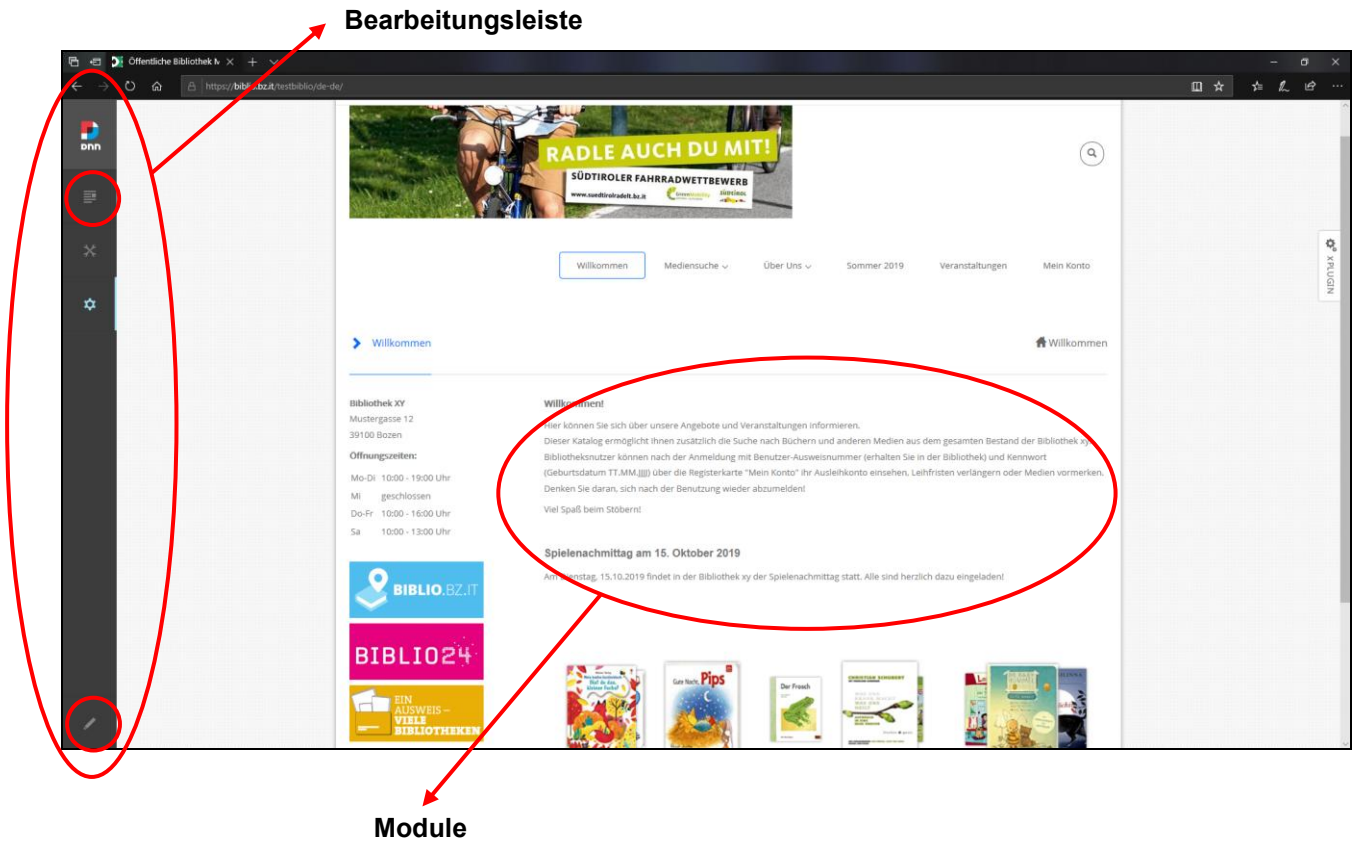 Bearbeitungsleiste
Öffentliche Bibliothek
https://biblio.bz.it/testbiblio/de-de/
DNN
RADLE AUCH DU MIT!
SÜDTIROLER FAHRRADWETTBEWERB
www.suedtirolradelt.bz.it
SÜDTIROL
Willkommen Mediensuche Über Uns Sommer 2019 Veranstaltungen Mein Konto
XPLUGIN
Willkommen
Willkommen
Bibliothek XY
Mustergasse 12
39100 Bozen
Öffnungszeiten:
Mo-Di 10:00 - 19:00 Uhr
Mi geschlossen
Do-Fr 10:00 - 16:00 Uhr
Sa 10:00 - 13:00 Uhr
Willkommen!
Hier können Sie sich über unsere Angebote und Veranstaltungen informieren.
Dieser Katalog ermöglicht Ihnen zusätzlich die Suche nach Büchern und anderen Medien aus dem gesamten Bestand der Bibliothek xy
Bibliotheksnutzer können nach der Anmeldung mit Benutzer-Ausweisnummer (erhalten Sie in der Bibliothek) und Kennwort
(Geburtsdatum TT.MM.JJJJ) über die Registerkarte "Mein Konto" ihr Ausleihkonto einsehen, Leihfristen verlängern oder Medien vormerken.
Denken Sie daran, sich nach der Benutzung wieder abzumelden!
Viel Spaß beim Stöbern!
Spielenachmittag am 15. Oktober 2019
Am Dienstag, 15.10.2019 findet in der Bibliothek xy der Spielenachmittag statt. Alle sind herzlich dazu eingeladen!
BIBLIO.BZ.IT
BIBLIO24
EIN
AUSWEIS –
VIELE
BIBLIOTHEKEN
Gute Nacht, Pips
Der Frosch
CHRISTIAN SCHUBERT
Module